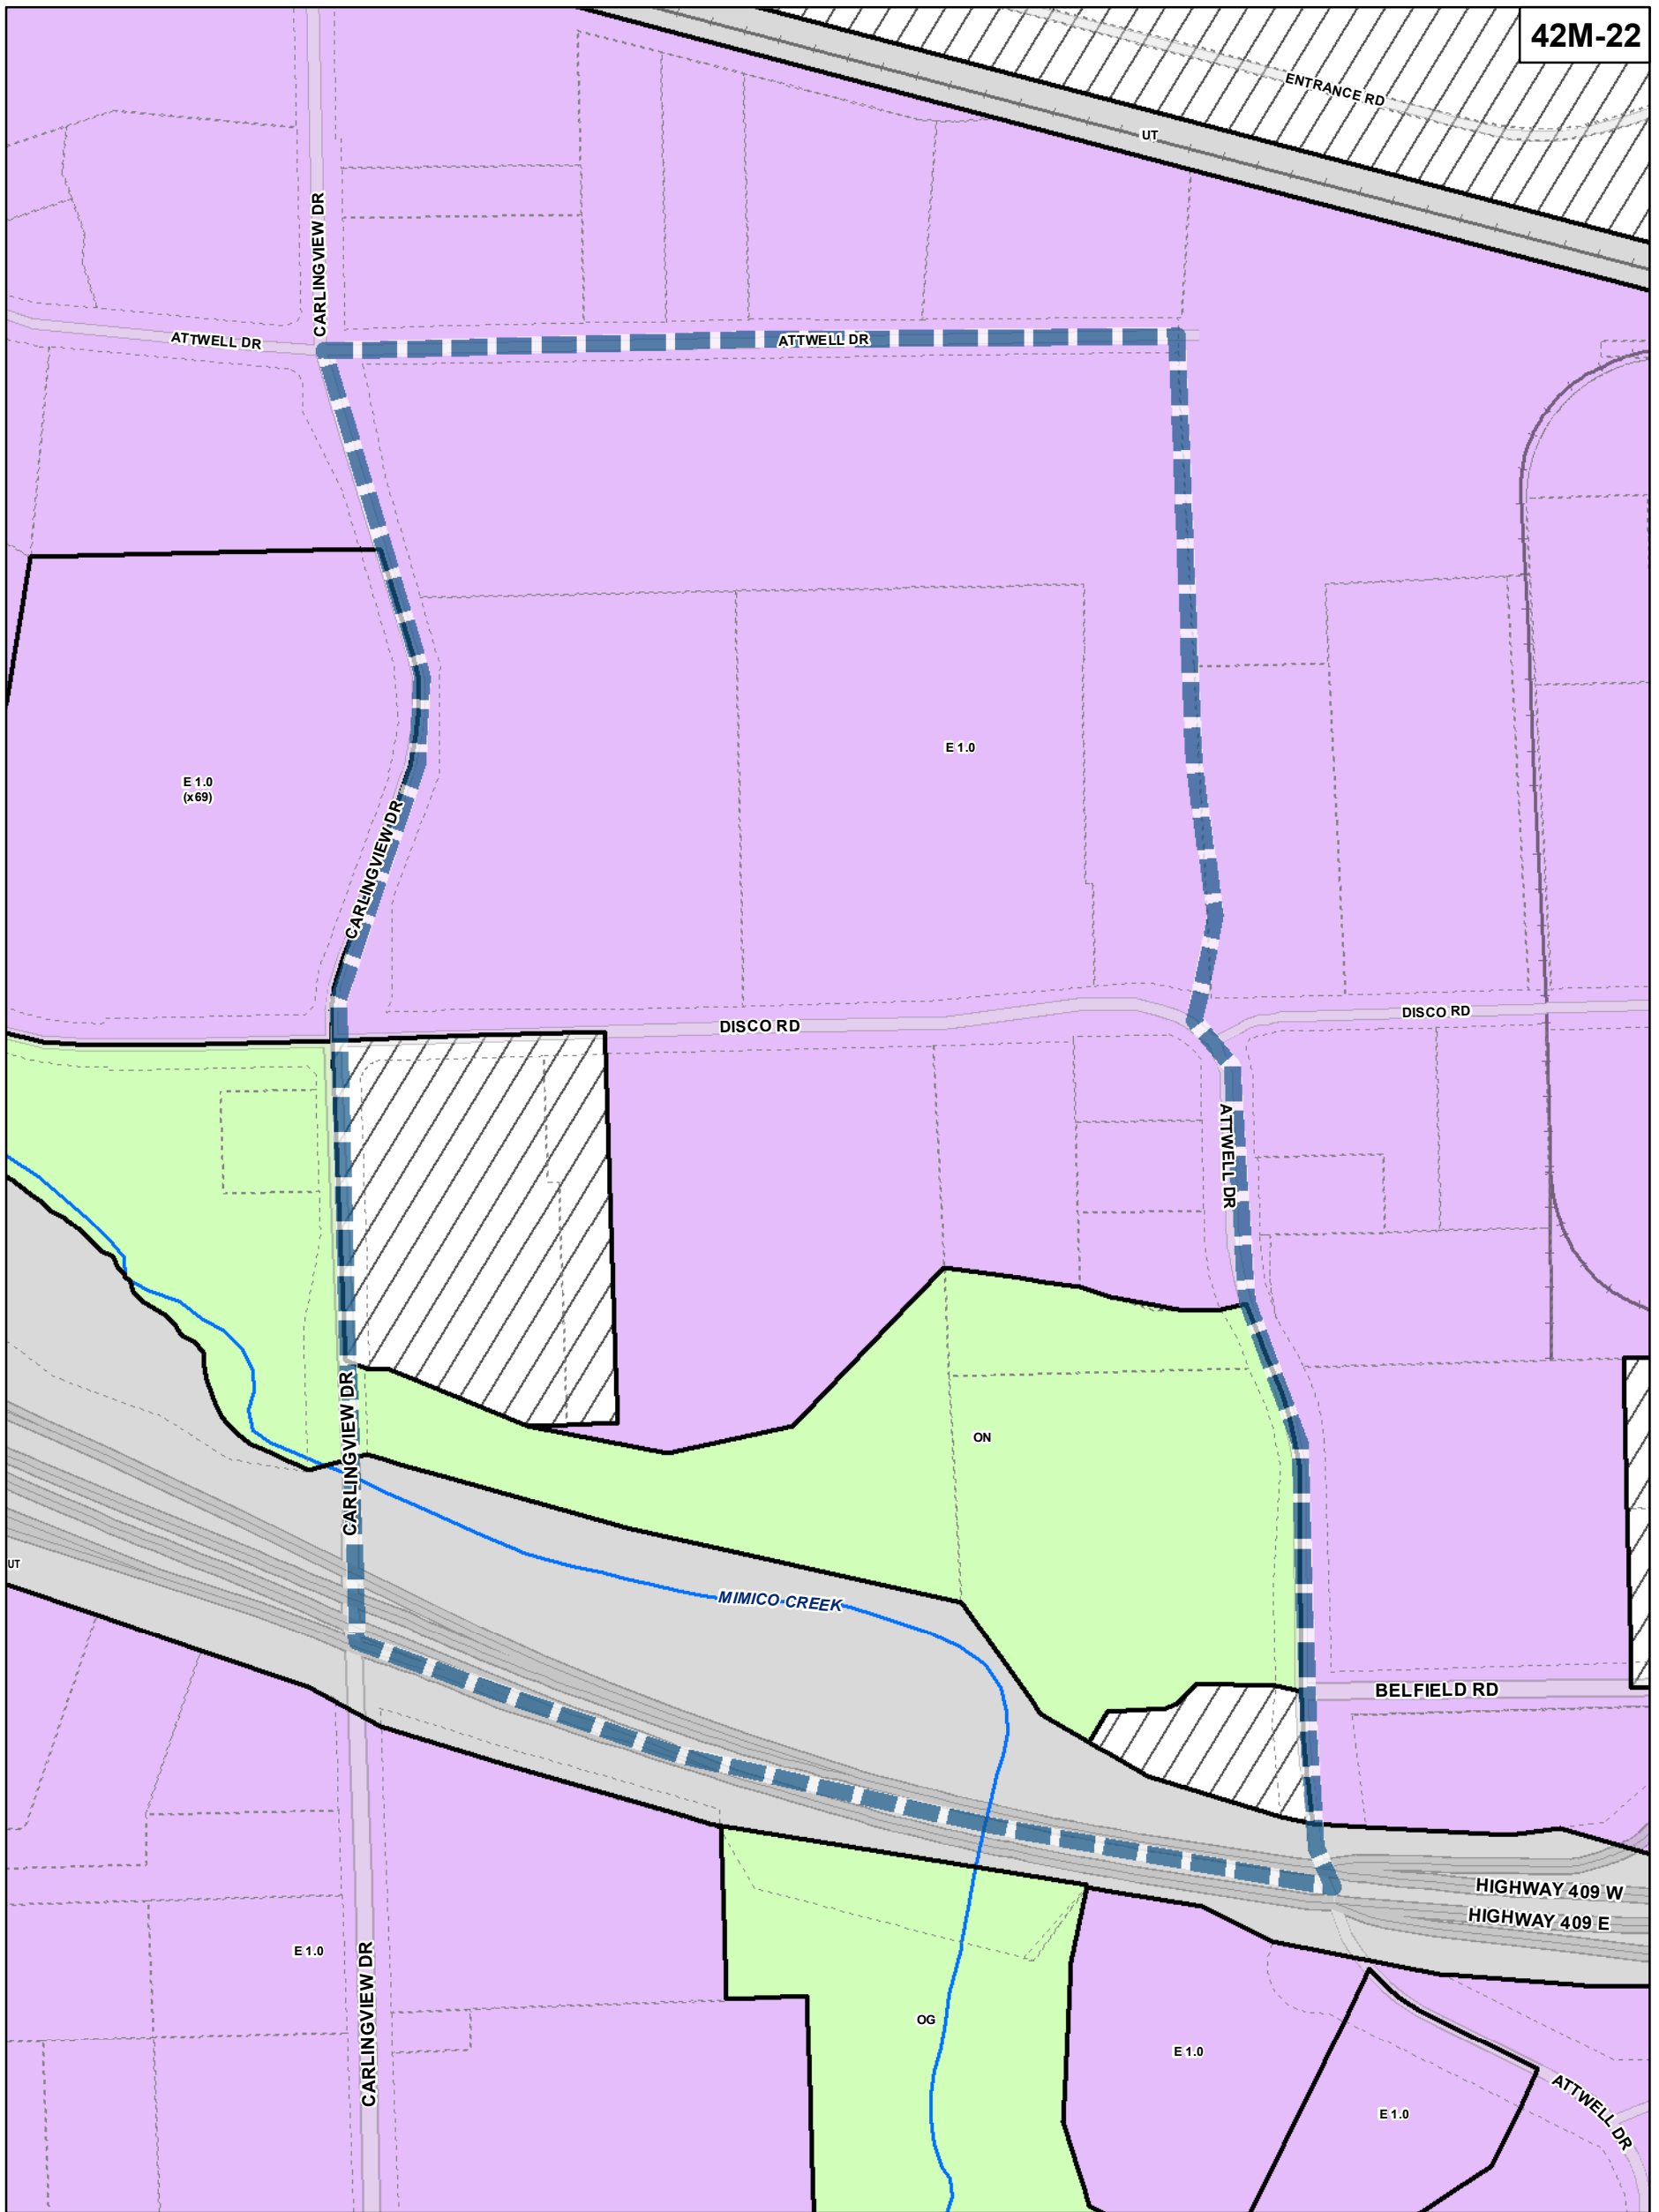 42M-22
ENTRANCE RD
UT
CARLINGVIEW DR
ATTWELL DR
ATTWELL DR
E 1.0
E 1.0
(x69)
CARLINGVIEW DR
DISCO RD
DISCO RD
ATTWELL DR
CARLINGVIEW DR
ON
UT
MIMICO CREEK
BELFIELD RD
HIGHWAY 409 W
HIGHWAY 409 E
E 1.0
CARLINGVIEW DR
OG
E 1.0
E 1.0
ATTWELL DR